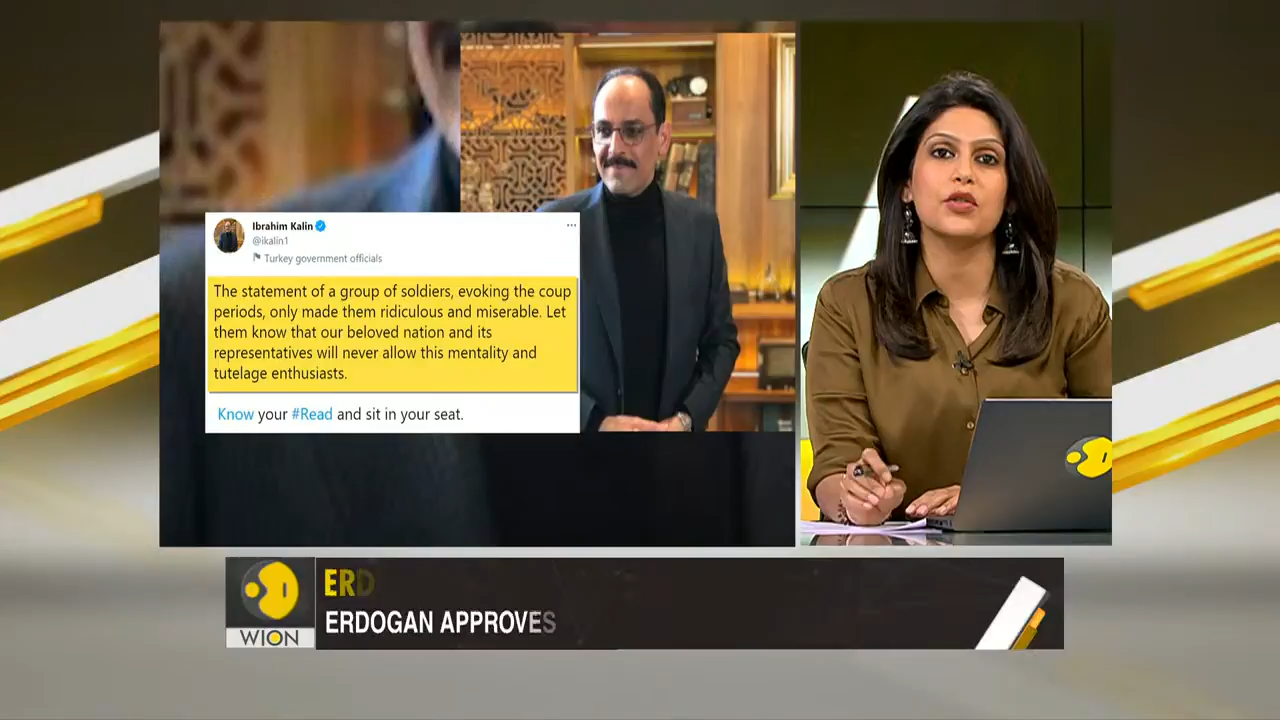 Ibrahim Kalin
@ikalin1
Turkey government officials
The statement of a group of soldiers, evoking the coup
periods, only made them ridiculous and miserable. Let
them know that our beloved nation and its
representatives will never allow this mentality and
tutelage enthusiasts.
Know your #Read and sit in your seat.
ERD
ERDOGAN APPROVES
WION